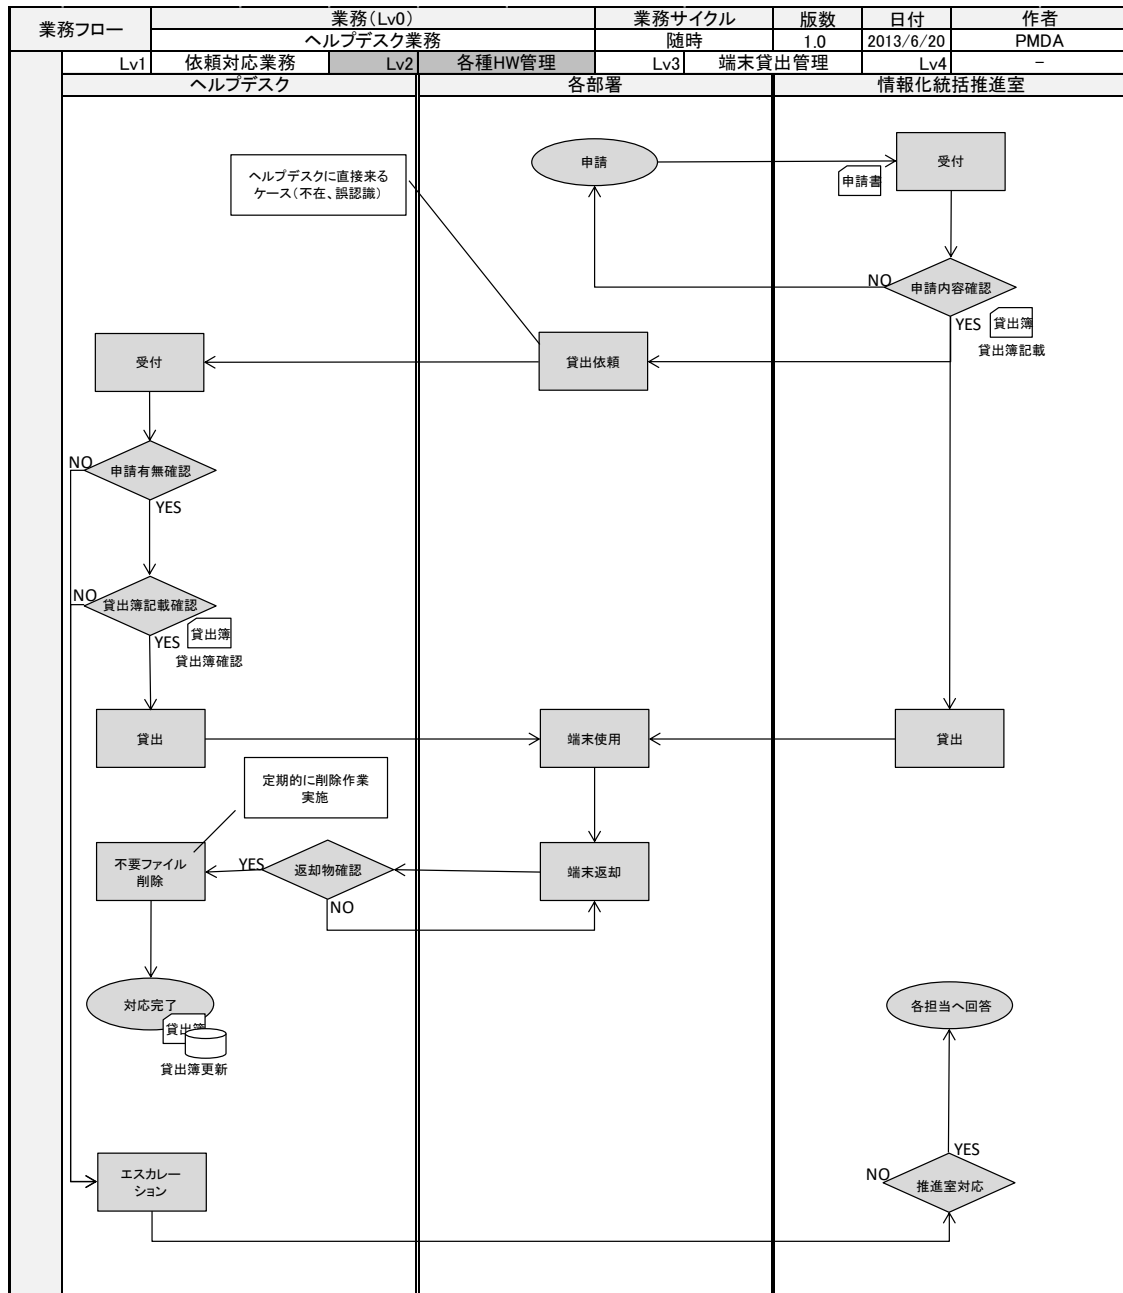 業務フロー
業務(Lv0)
業務サイクル
版数
日付
作者
ヘルプデスク業務
随時
1.0
2013/6/20
PMDA
Lv1
依頼対応業務
Lv2
各種HW管理
Lv3
端末貸出管理
Lv4
-
ヘルプデスク
各部署
情報化統括推進室
ヘルプデスクに直接来る
ケース(不在、誤認識)
申請
申請書
受付
NO
申請内容確認
YES
貸出簿
貸出簿記載
受付
貸出依頼
NO
申請有無確認
YES
NO
貸出簿記載確認
YES
貸出簿
貸出簿確認
貸出
端末使用
貸出
定期的に削除作業
実施
不要ファイル
削除
YES
返却物確認
NO
端末返却
対応完了
貸出簿
貸出簿更新
各担当へ回答
エスカレー
ション
YES
NO
推進室対応